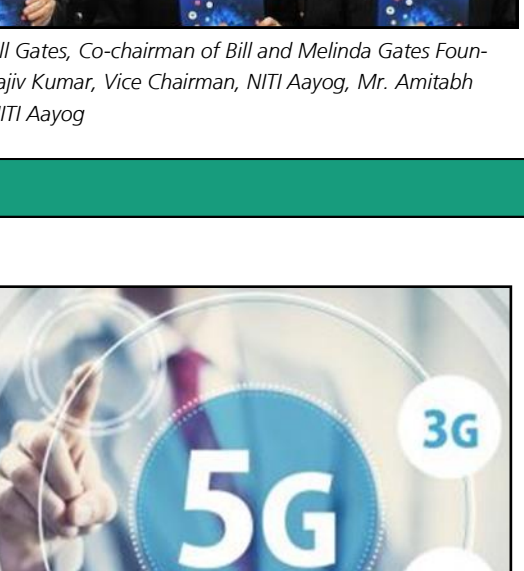 ll Gates, Co-chairman of Bill and Melinda Gates Foun-
ajiv Kumar, Vice Chairman, NITI Aayog, Mr. Amitabh
ITI Aayog
3G
5G